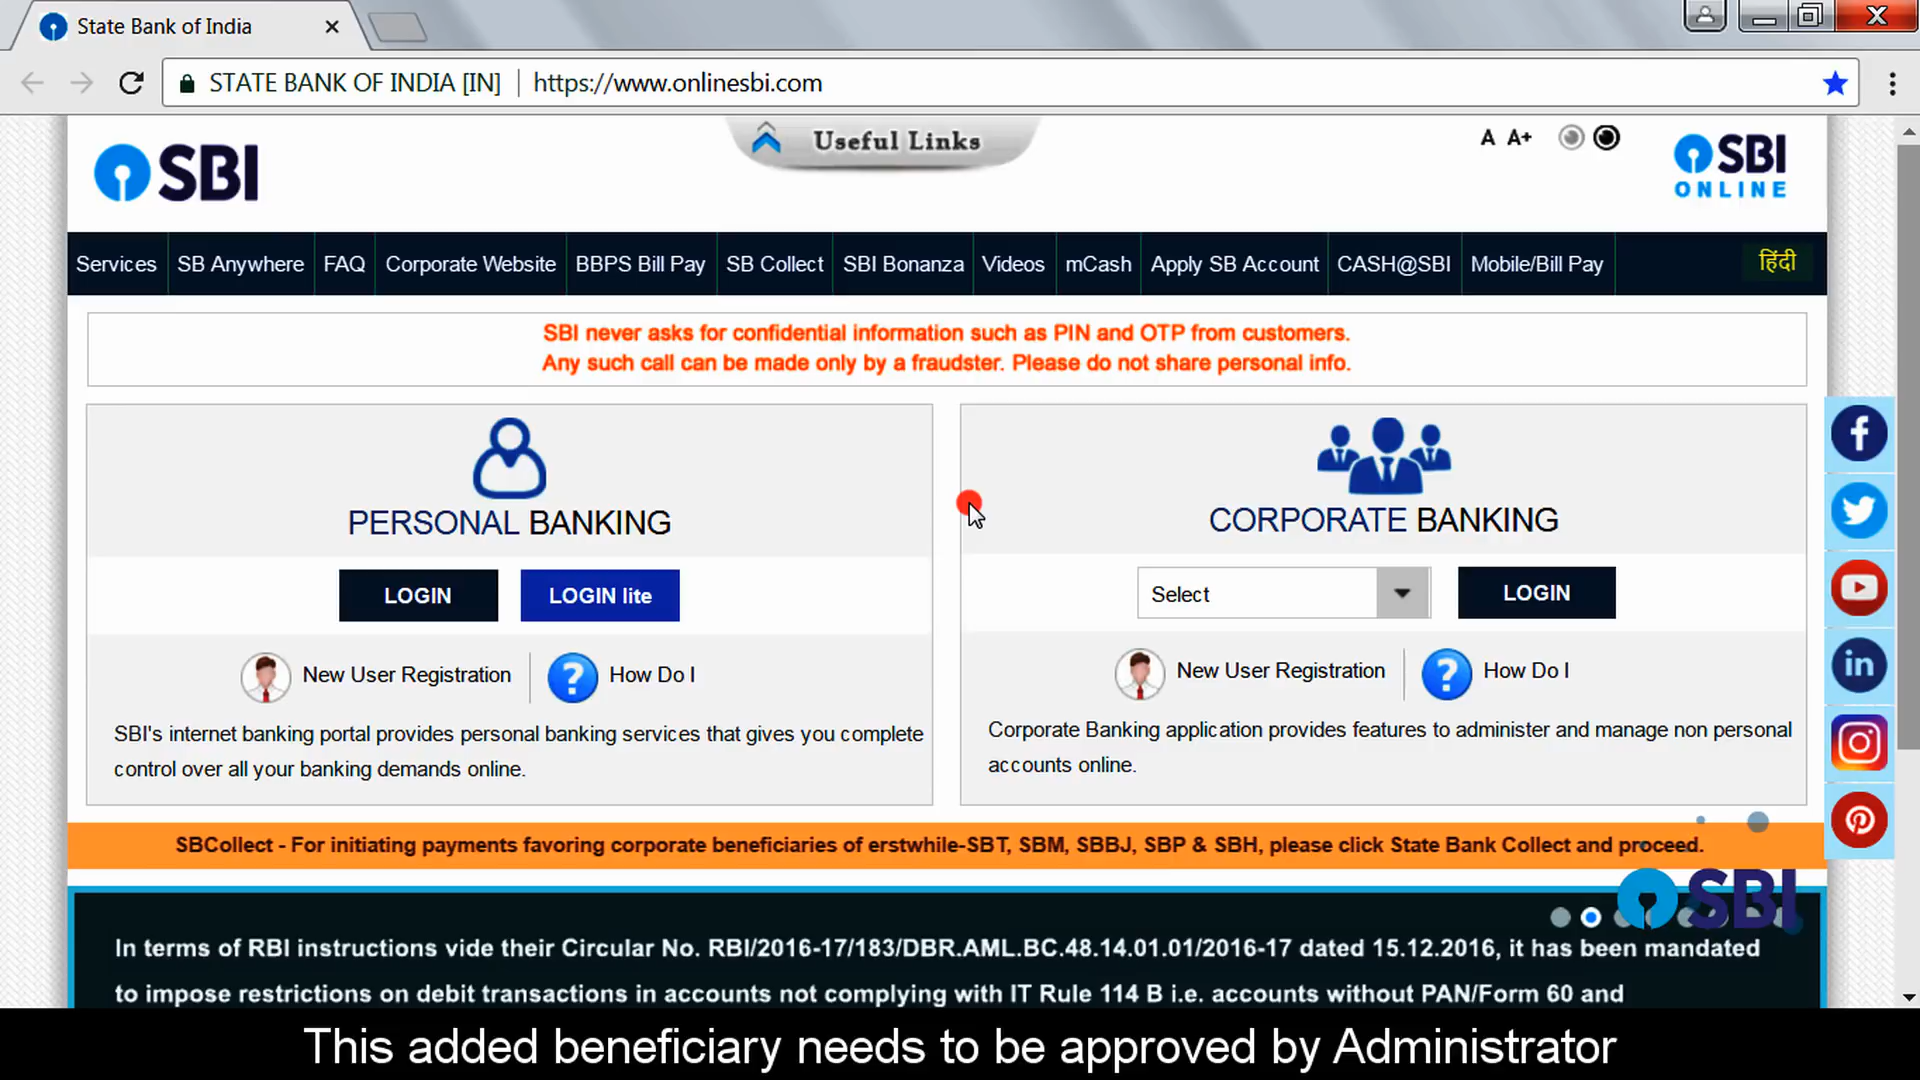 State Bank of India
STATE BANK OF INDIA [IN] https://www.onlinesbi.com
SBI
Useful Links
A A+
SBI
ONLINE
Services SB Anywhere FAQ Corporate Website BBPS Bill Pay SB Collect SBI Bonanza Videos mCash Apply SB Account CASH@SBI Mobile/Bill Pay हिंदी
SBI never asks for confidential information such as PIN and OTP from customers.
Any such call can be made only by a fraudster. Please do not share personal info.
PERSONAL BANKING
LOGIN LOGIN lite
New User Registration How Do I
SBI's internet banking portal provides personal banking services that gives you complete
control over all your banking demands online.
CORPORATE BANKING
Select LOGIN
New User Registration How Do I
Corporate Banking application provides features to administer and manage non personal
accounts online.
SBCollect - For initiating payments favoring corporate beneficiaries of erstwhile-SBT, SBM, SBBJ, SBP & SBH, please click State Bank Collect and proceed.
SBI
In terms of RBI instructions vide their Circular No. RBI/2016-17/183/DBR.AML.BC.48.14.01.01/2016-17 dated 15.12.2016, it has been mandated
to impose restrictions on debit transactions in accounts not complying with IT Rule 114 B i.e. accounts without PAN/Form 60 and
This added beneficiary needs to be approved by Administrator